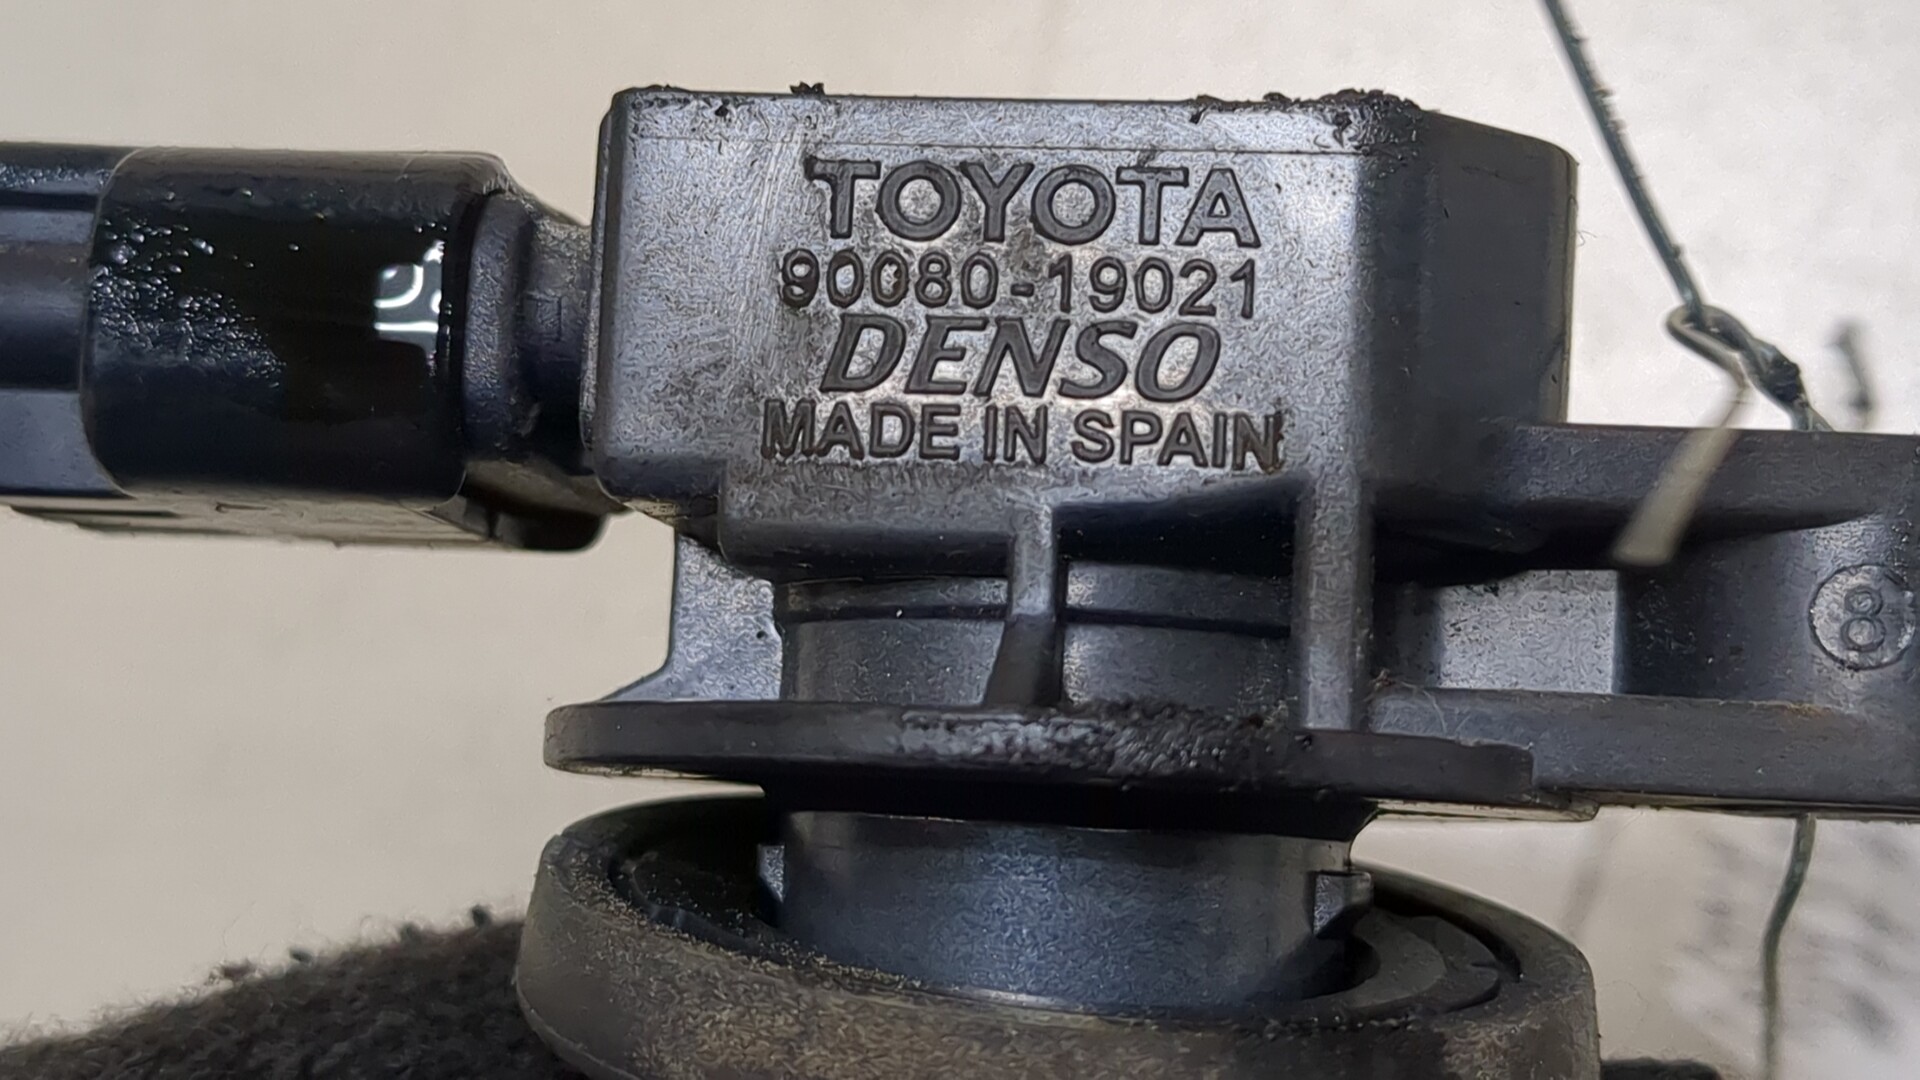 TOYOTA
90080-19021
DENSO
MADE IN SPAIN
8